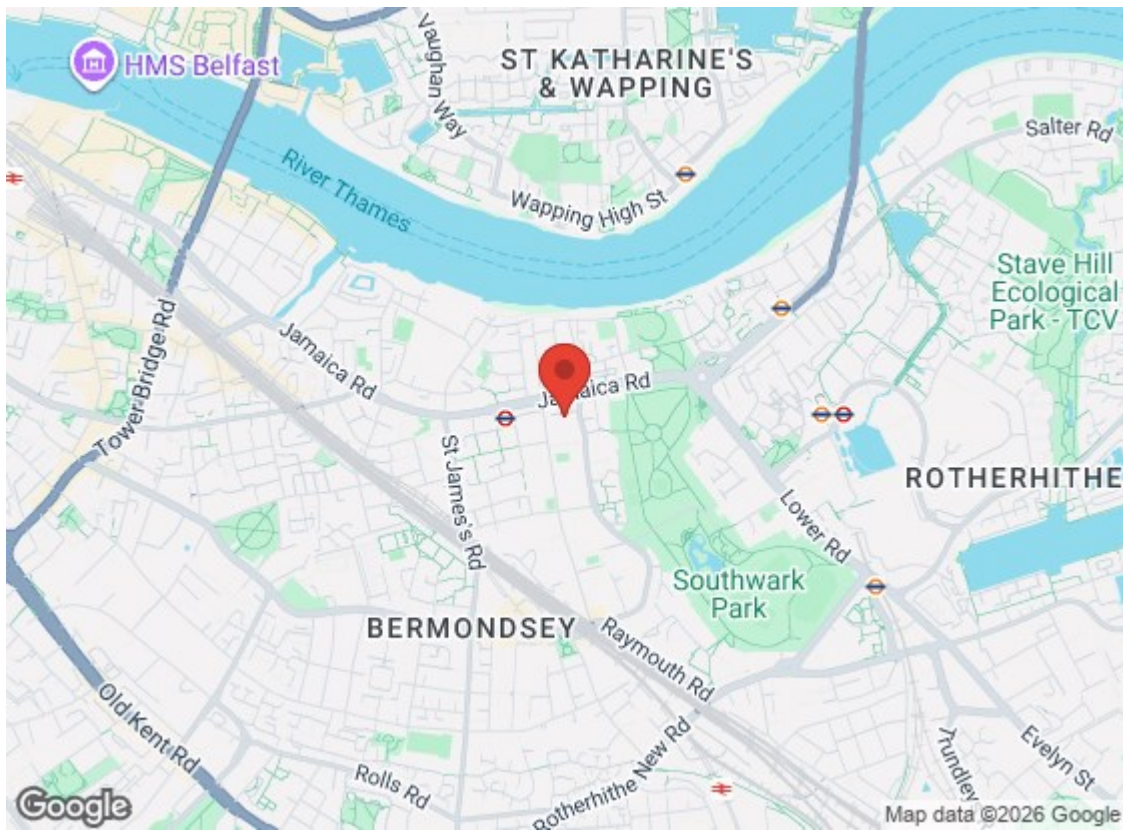 HMS Belfast
Vaughan Way
ST KATHARINE'S
& WAPPING
Salter Rd
River Thames
Wapping High St
Stave Hill
Ecological
Park - TCV
Tower Bridge Rd
Jamaica Rd
Jamaica Rd
St James's Rd
ROTHERHITHE
Lower Rd
Southwark
Park
BERMONDSEY
Raymouth Rd
Old Kent Rd
Rolls Rd
Rotherhithe New Rd
Trundley
Evelyn St
Google
Map data ©2026 Google